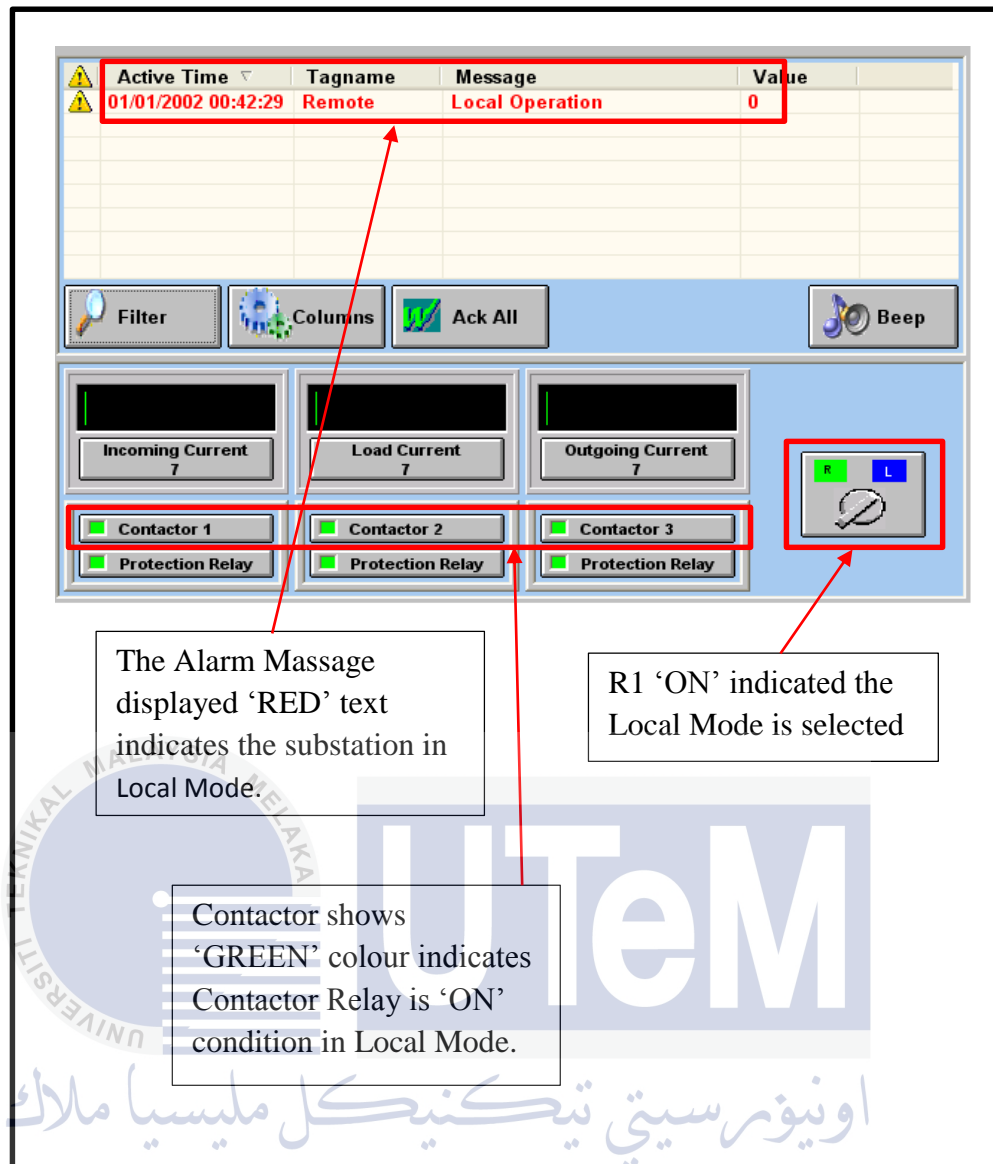 Active Time Tagname Message Value
01/01/2002 00:42:29 Remote Local Operation 0
Filter Columns Ack All Beep
Incoming Current
7
Load Current
7
Outgoing Current
7
R L
Contactor 1 Contactor 2 Contactor 3
Protection Relay Protection Relay Protection Relay
The Alarm Massage
displayed ‘RED’ text
indicates the substation in
Local Mode.
R1 ‘ON’ indicated the
Local Mode is selected
Contactor shows
‘GREEN’ colour indicates
Contactor Relay is ‘ON’
condition in Local Mode.
UNIVERSITI TEKNIKAL MALAYSIA MELAKA
UTeM
اونيۏرسيتي تيكنيكل مليسيا ملاك